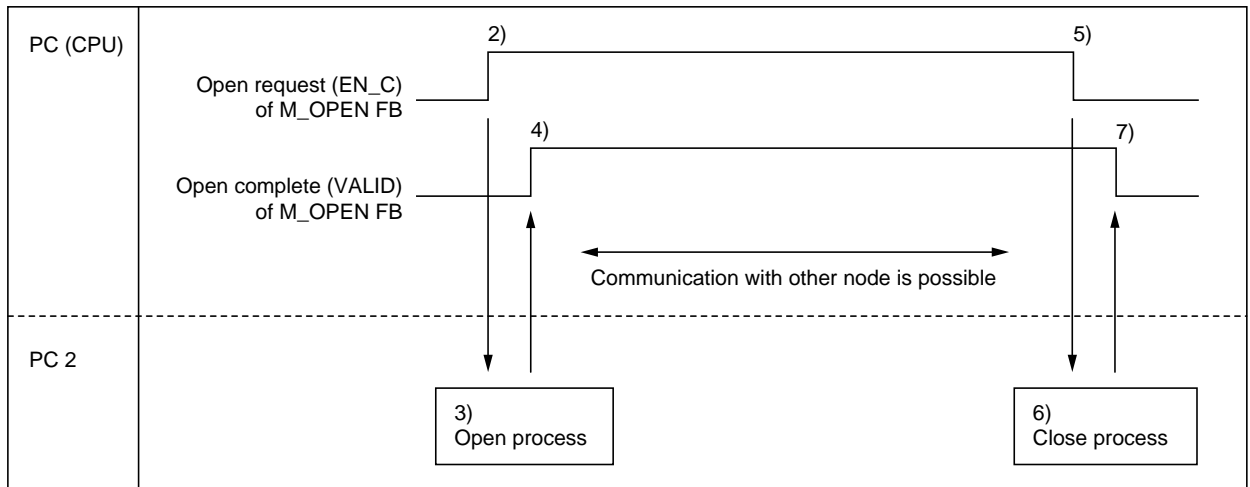 PC (CPU)
2)
5)
Open request (EN_C)
of M_OPEN FB
4)
7)
Open complete (VALID)
of M_OPEN FB
Communication with other node is possible
PC 2
3)
Open process
6)
Close process